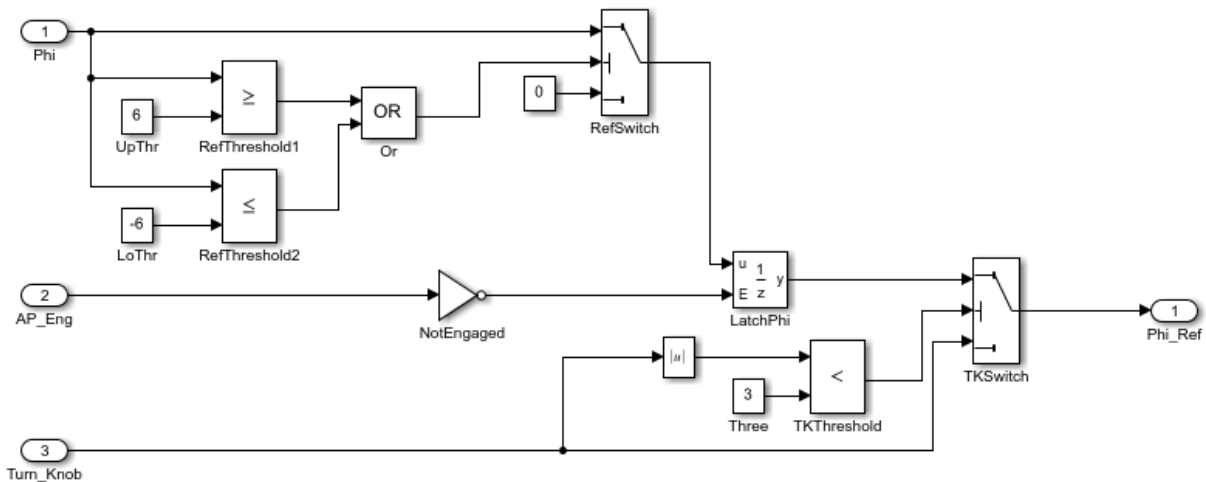 1
Phi
≥
6
UpThr
RefThreshold1
OR
Or
0
RefSwitch
≤
-6
LoThr
RefThreshold2
2
AP_Eng
NotEngaged
u 1 y
E z
LatchPhi
1
Phi_Ref
|u|
<
3
Three
TKThreshold
TKSwitch
3
Turn_Knob